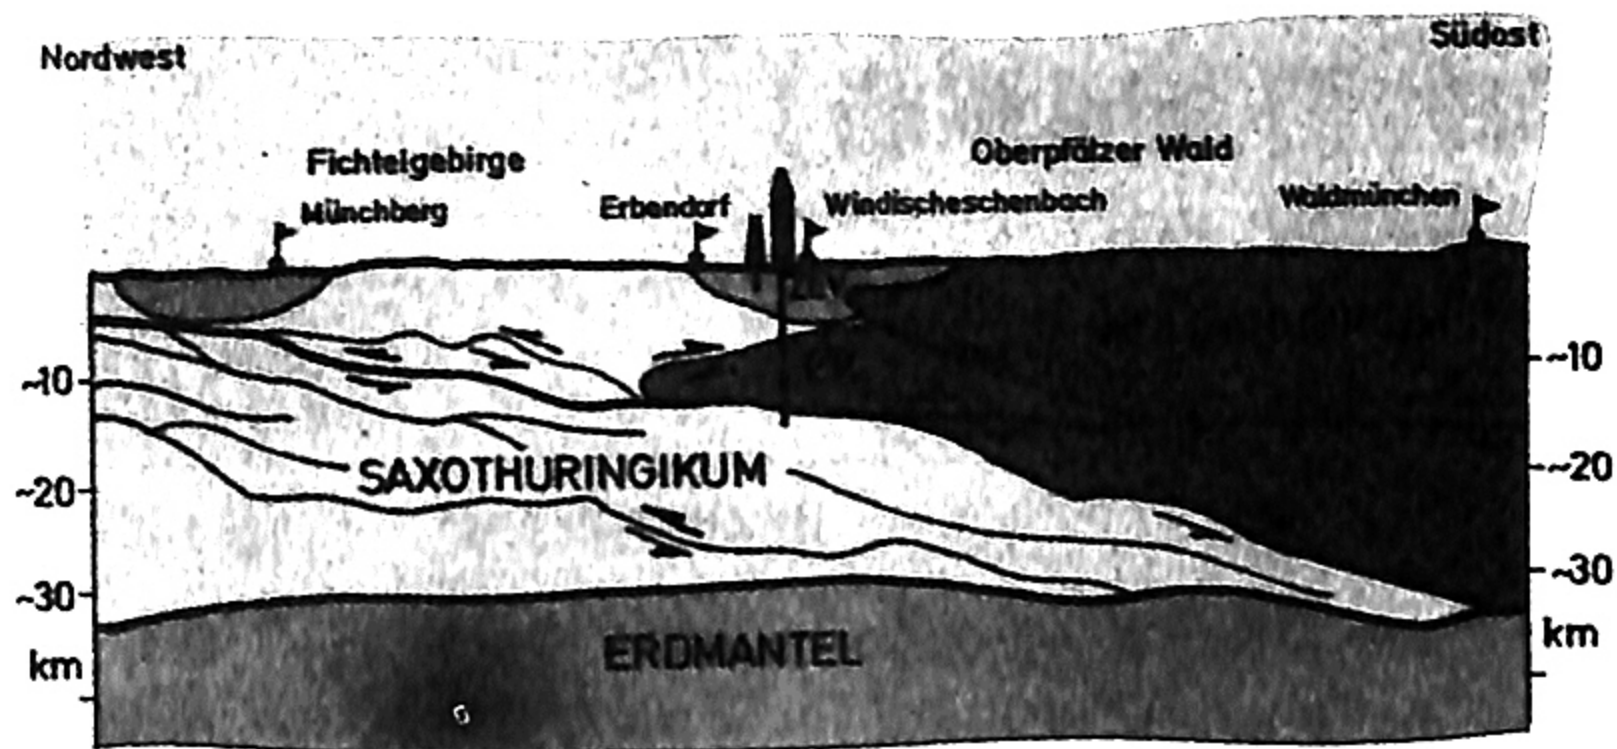 Nordwest
Südost
Fichtelgebirge
Oberpfälzer Wald
Münchberg
Erbendorf
Windischeschenbach
Waldmünchen
~10
~10
SAXOTHURINGIKUM
~20
~20
~30
~30
km
km
ERDMANTEL